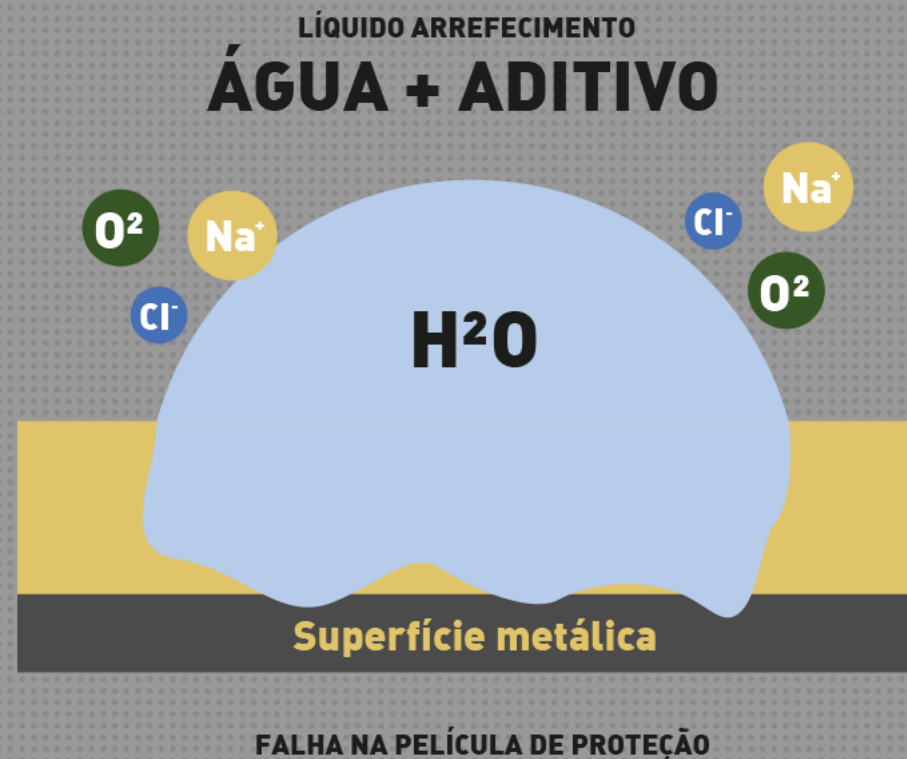 LÍQUIDO ARREFECIMENTO
ÁGUA + ADITIVO
O²
Na⁺
Cl⁻
Cl⁻
Na⁺
O²
H²O
Superfície metálica
FALHA NA PELÍCULA DE PROTEÇÃO